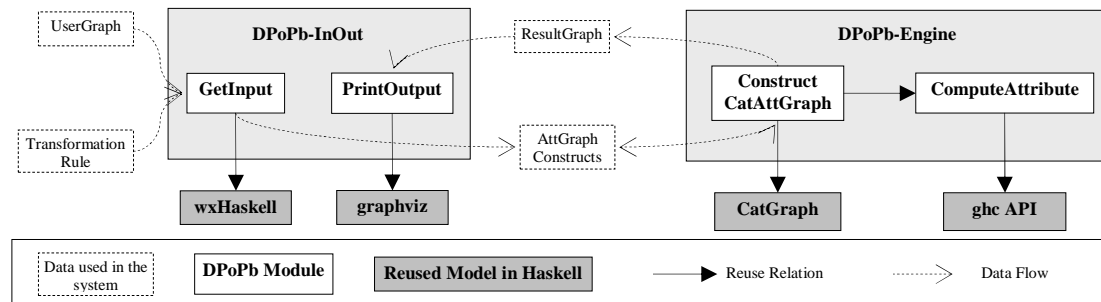 UserGraph
DPoPb-InOut
ResultGraph
DPoPb-Engine
GetInput
PrintOutput
Construct
CatAttGraph
ComputeAttribute
Transformation
Rule
AttGraph
Constructs
wxHaskell
graphviz
CatGraph
ghc API
Data used in the
system
DPoPb Module
Reused Model in Haskell
Reuse Relation
Data Flow